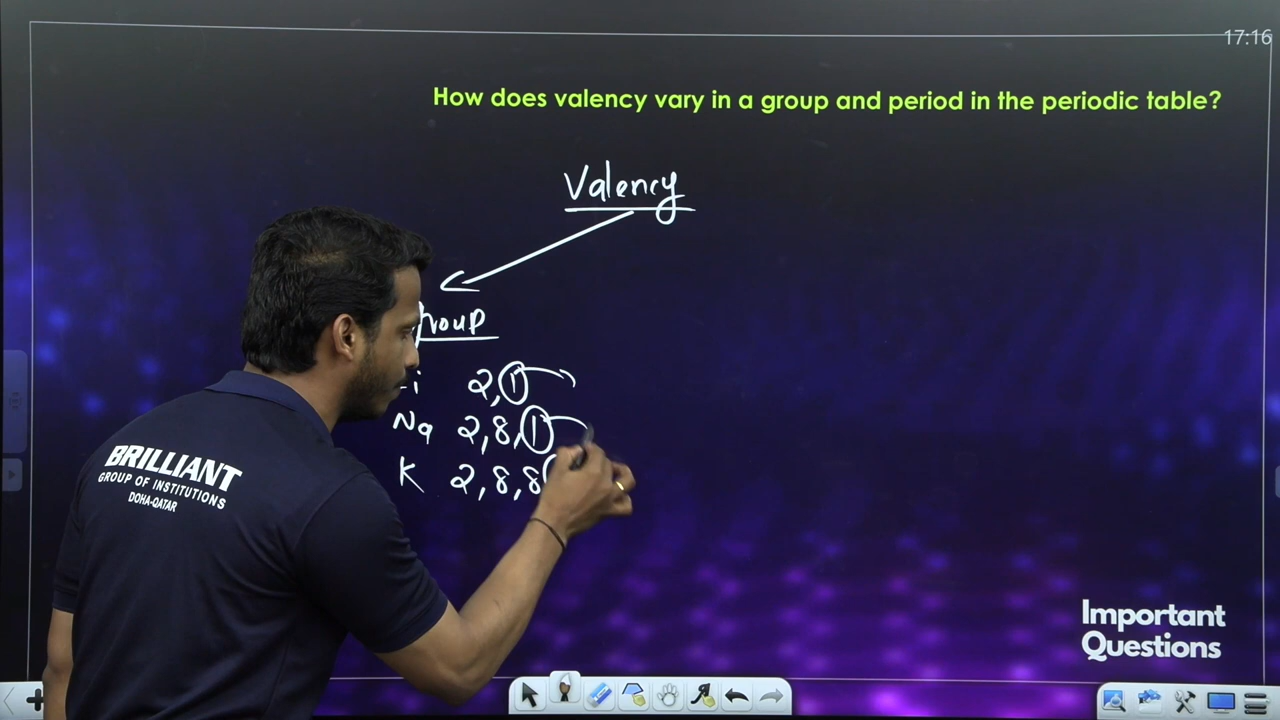 17:16
How does valency vary in a group and period in the periodic table?
Valency
roup
i 2,1
Na 2,8,1
K 2,8,8
BRILLIANT
GROUP OF INSTITUTIONS
DOHA-QATAR
Important
Questions